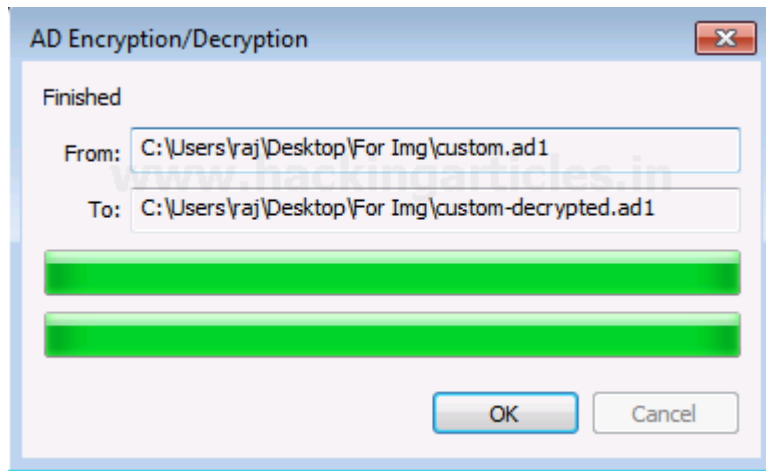 AD Encryption/Decryption
Finished
From: C:\Users\raj\Desktop\For Img\custom.ad1
www.hackingarticles.in
To: C:\Users\raj\Desktop\For Img\custom-decrypted.ad1
OK Cancel